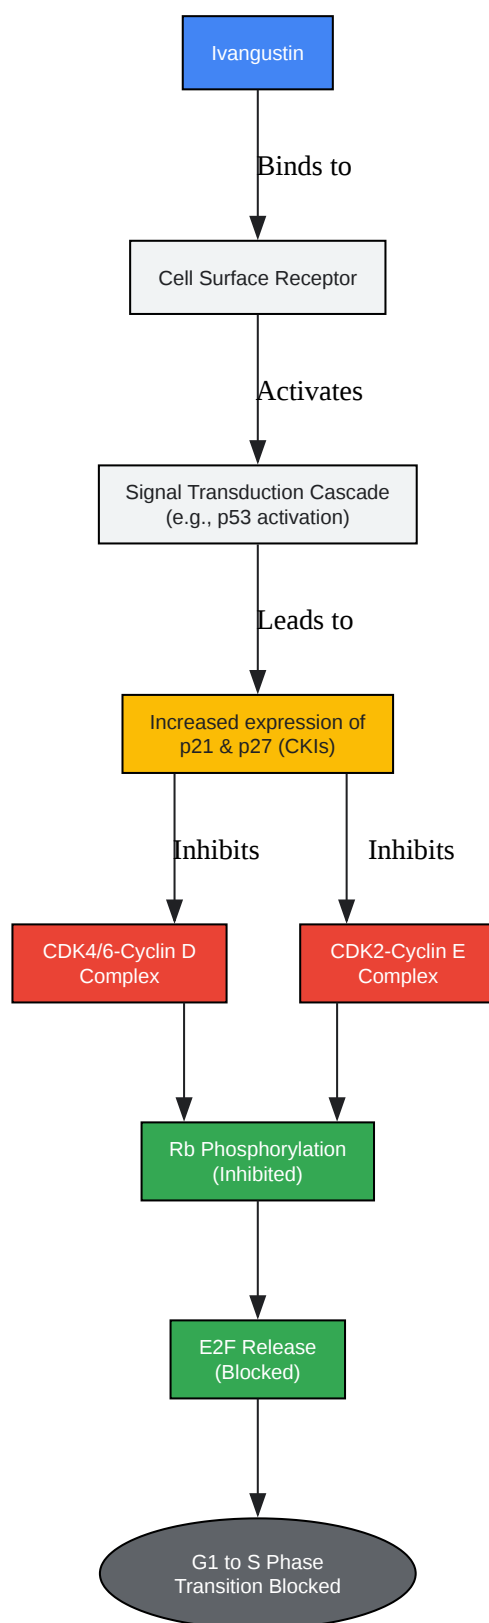 Ivangustin
Binds to
Cell Surface Receptor
Activates
Signal Transduction Cascade
(e.g., p53 activation)
Leads to
Increased expression of
p21 & p27 (CKIs)
Inhibits
Inhibits
CDK4/6-Cyclin D
Complex
CDK2-Cyclin E
Complex
Rb Phosphorylation
(Inhibited)
E2F Release
(Blocked)
G1 to S Phase
Transition Blocked